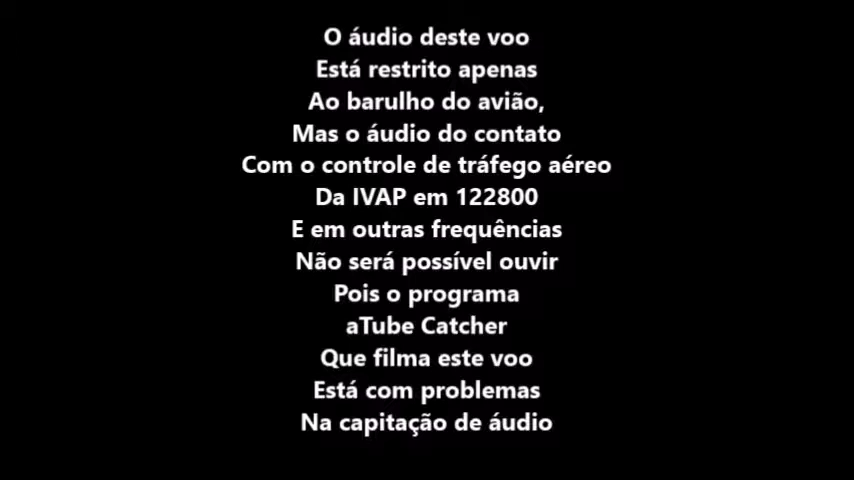 O áudio deste voo
Está restrito apenas
Ao barulho do avião,
Mas o áudio do contato
Com o controle de tráfego aéreo
Da IVAP em 122800
E em outras frequências
Não será possível ouvir
Pois o programa
aTube Catcher
Que filma este voo
Está com problemas
Na capitação de áudio